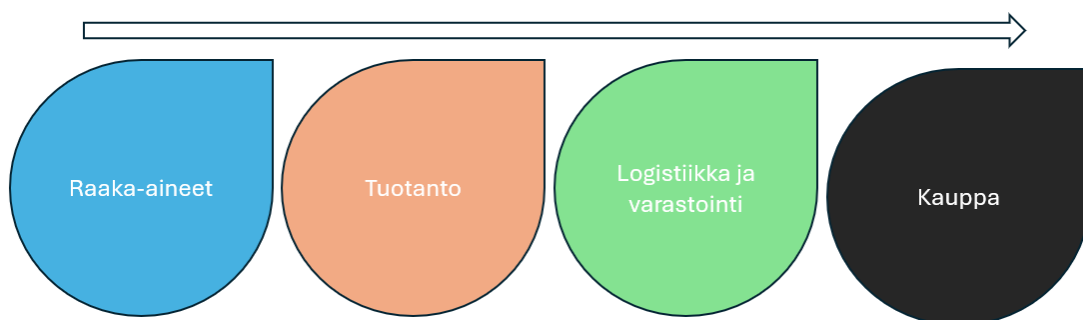 Raaka-aineet
Tuotanto
Logistiikka ja
varastointi
Kauppa